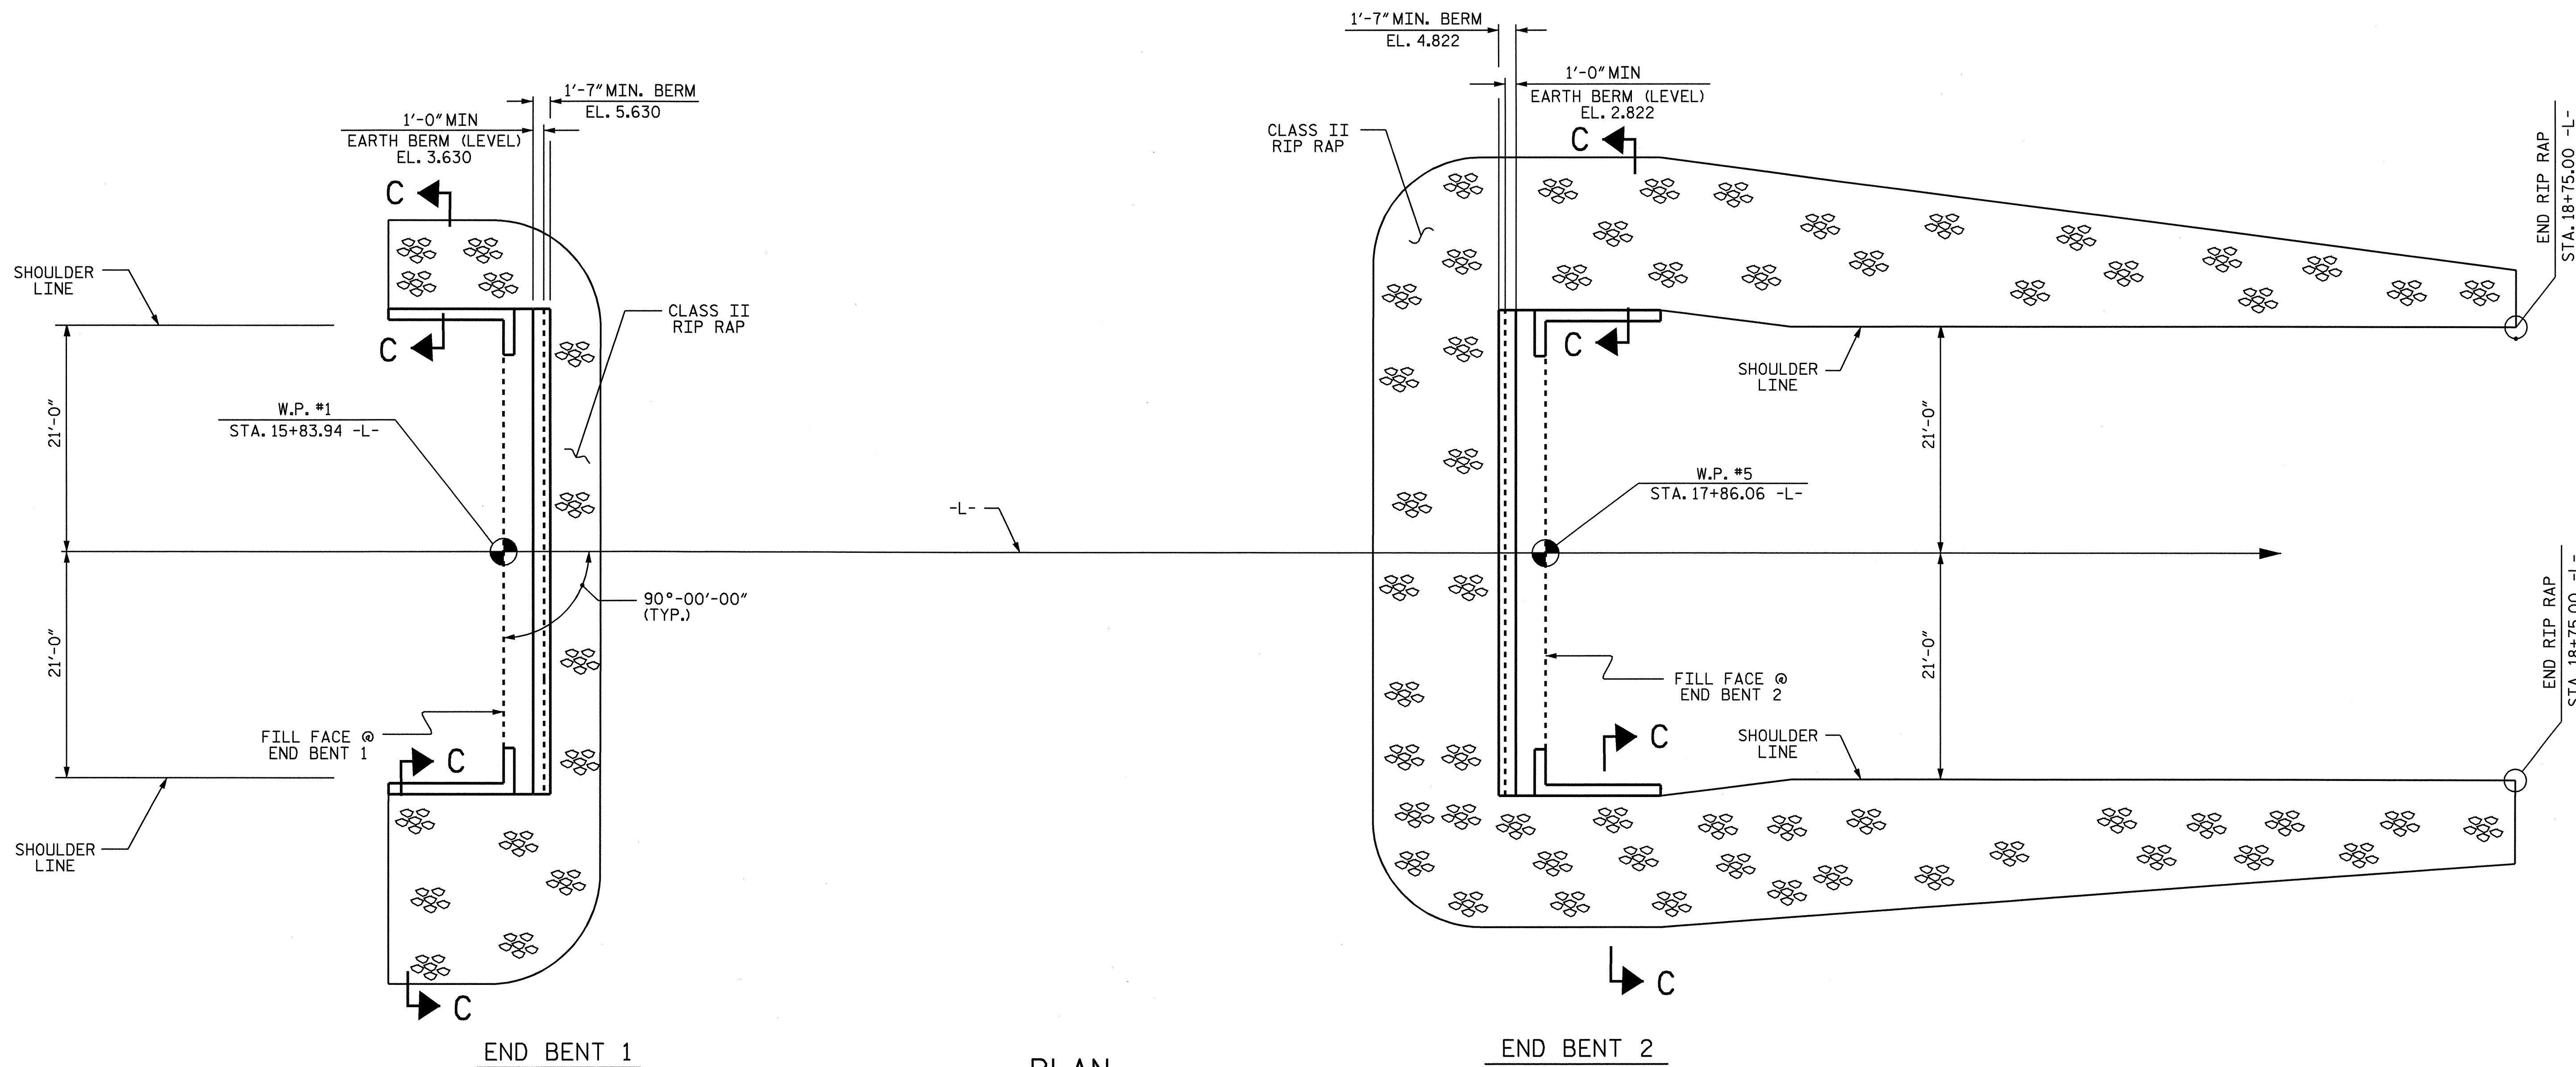 1'-7" MIN. BERM
EL. 4.822
1'-0" MIN
EARTH BERM (LEVEL)
EL. 2.822
1'-7" MIN. BERM
EL. 5.630
1'-0" MIN
EARTH BERM (LEVEL)
EL. 3.630
CLASS II
RIP RAP
C
C
END RIP RAP
STA. 18+75.00 -L-
SHOULDER
LINE
CLASS II
RIP RAP
C
C
SHOULDER
LINE
21'-0"
W.P. #1
STA. 15+83.94 -L-
21'-0"
W.P. #5
STA. 17+86.06 -L-
-L-
90°-00'-00"
(TYP.)
END RIP RAP
STA. 18+75.00 -L-
21'-0"
21'-0"
FILL FACE @
END BENT 2
FILL FACE @
END BENT 1
C
C
SHOULDER
LINE
SHOULDER
LINE
C
C
END BENT 1
PLAN
END BENT 2